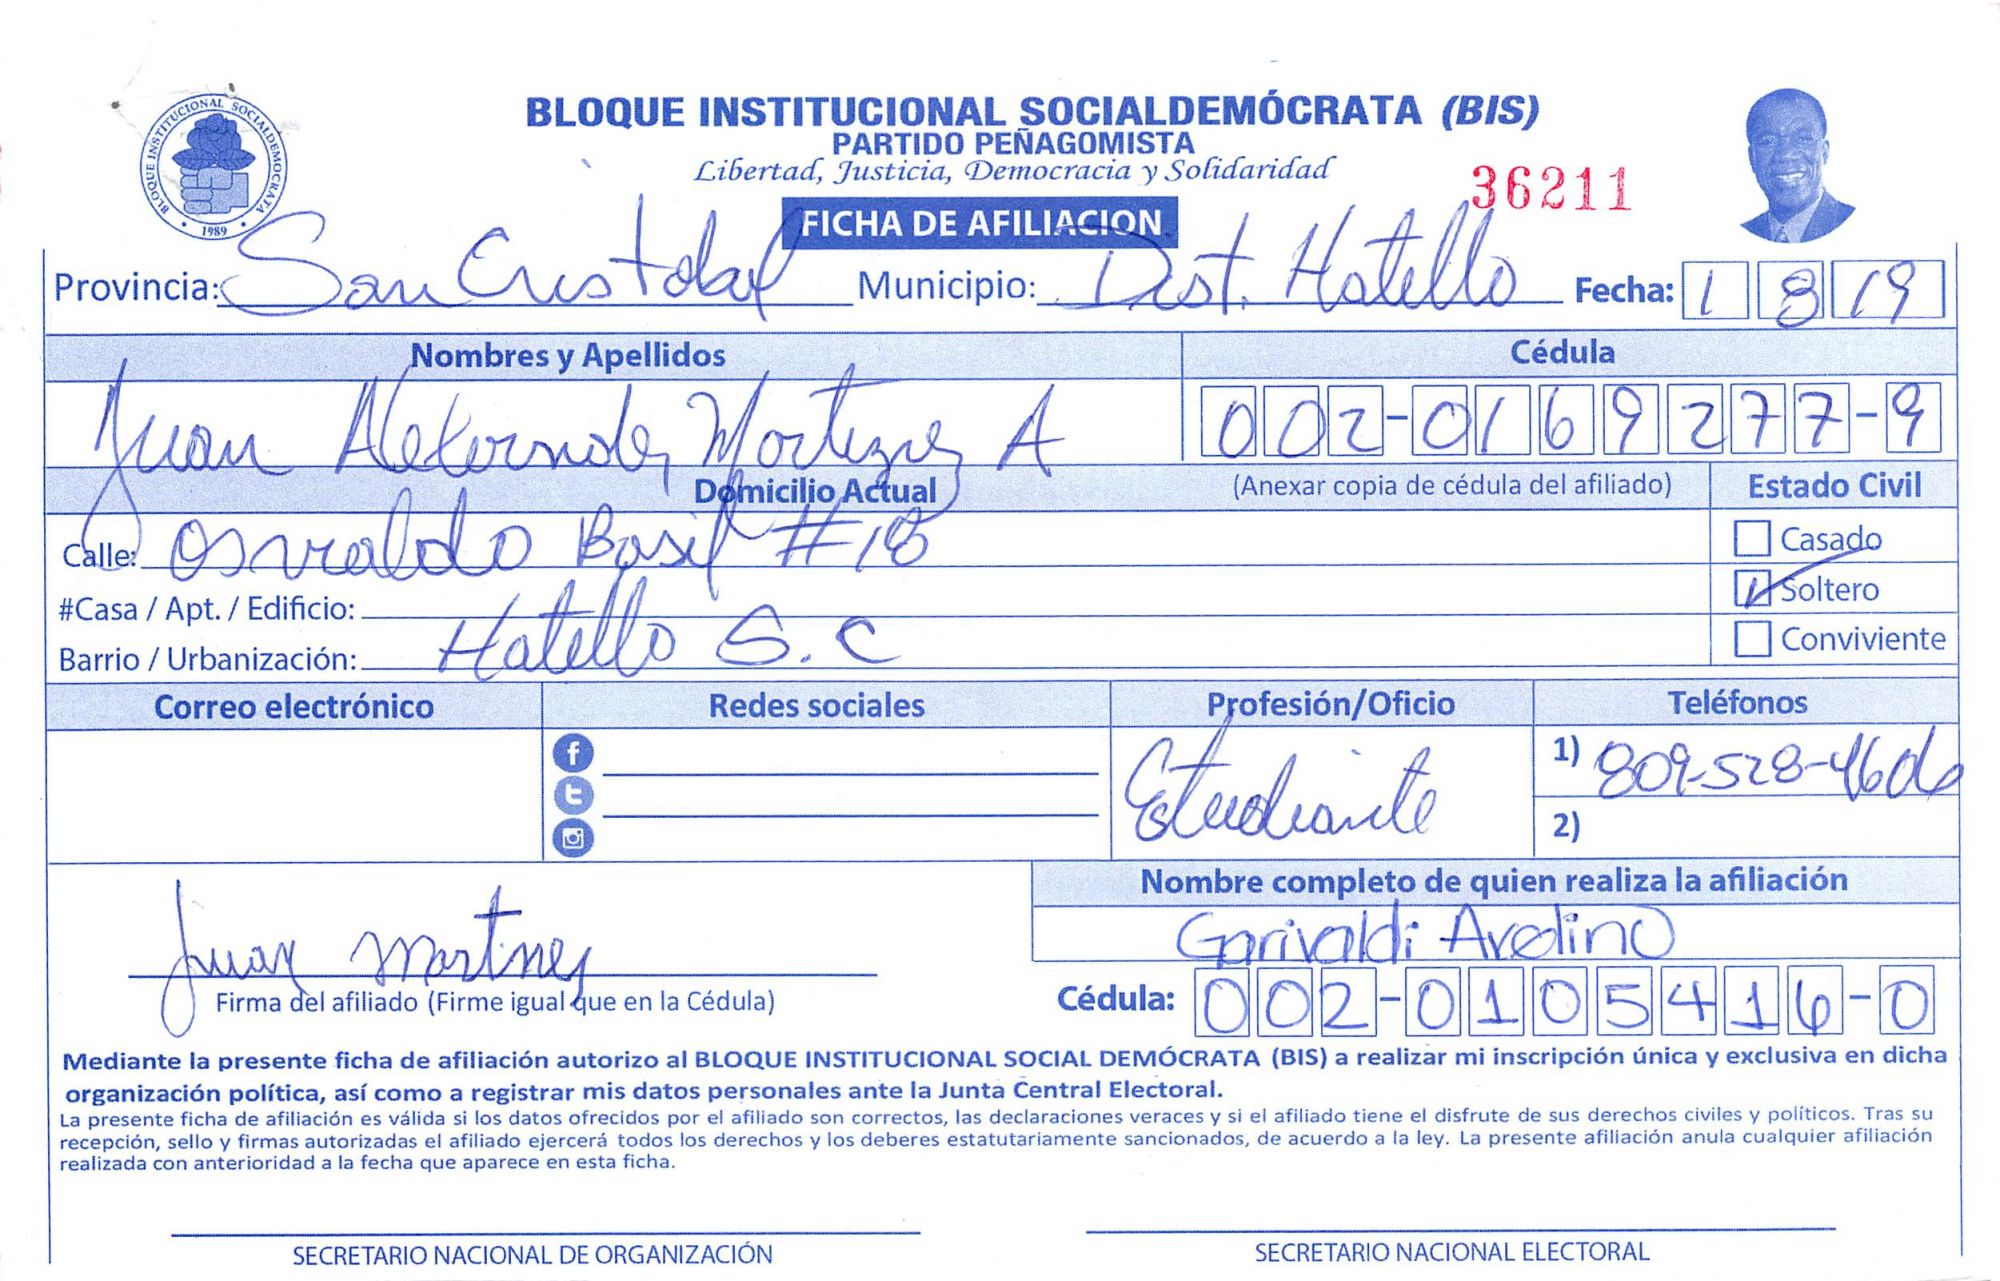 BLOQUE INSTITUCIONAL SOCIALDEMOCRATA
1989
BLOQUE INSTITUCIONAL SOCIALDEMÓCRATA (BIS)
PARTIDO PEÑAGOMISTA
Libertad, Justicia, Democracia y Solidaridad
36211
FICHA DE AFILIACION
Provincia: San Cristobal Municipio: Dist. Hatillo Fecha: 1 8 19
Nombres y Apellidos Cédula
Juan Alexander Martinez A 002-0169277-9
Domicilio Actual (Anexar copia de cédula del afiliado) Estado Civil
Calle: Osvaldo Basil #18 Casado
#Casa / Apt. / Edificio: Soltero
Barrio / Urbanización: Hatillo S.C Conviviente
Correo electrónico Redes sociales Profesión/Oficio Teléfonos
Estudiante 1) 809-528-4606
2)
Nombre completo de quien realiza la afiliación
Garivaldi Avelino
Juan Martnez
Firma del afiliado (Firme igual que en la Cédula) Cédula: 002-0105416-0
Mediante la presente ficha de afiliación autorizo al BLOQUE INSTITUCIONAL SOCIAL DEMÓCRATA (BIS) a realizar mi inscripción única y exclusiva en dicha
organización política, así como a registrar mis datos personales ante la Junta Central Electoral.
La presente ficha de afiliación es válida si los datos ofrecidos por el afiliado son correctos, las declaraciones veraces y si el afiliado tiene el disfrute de sus derechos civiles y políticos. Tras su
recepción, sello y firmas autorizadas el afiliado ejercerá todos los derechos y los deberes estatutariamente sancionados, de acuerdo a la ley. La presente afiliación anula cualquier afiliación
realizada con anterioridad a la fecha que aparece en esta ficha.
SECRETARIO NACIONAL DE ORGANIZACIÓN SECRETARIO NACIONAL ELECTORAL